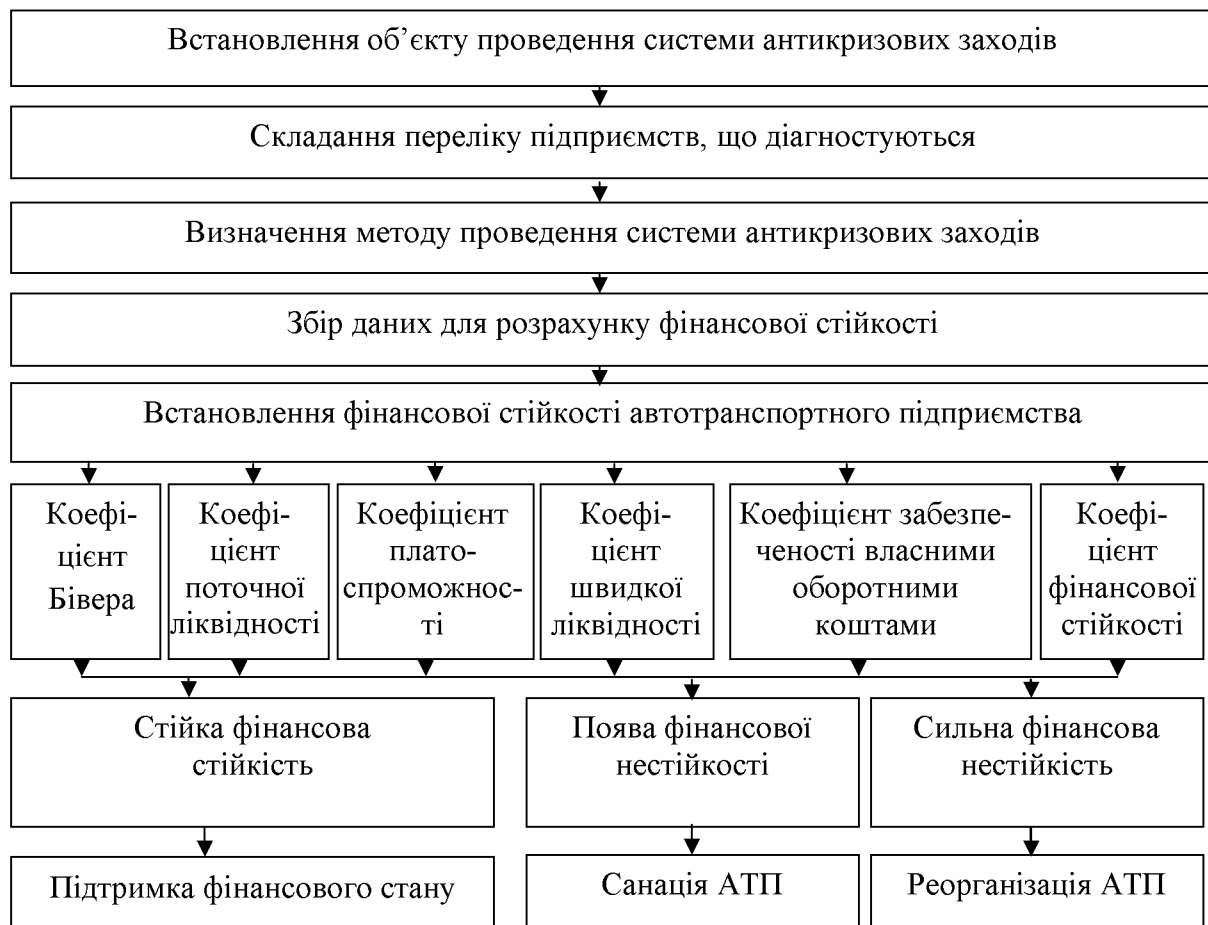 Встановлення об’єкту проведення системи антикризових заходів
Складання переліку підприємств, що діагностуються
Визначення методу проведення системи антикризових заходів
Збір даних для розрахунку фінансової стійкості
Встановлення фінансової стійкості автотранспортного підприємства
Коефі-
цієнт
Бівера
Коефі-
цієнт
поточної
ліквідності
Коефіцієнт
плато-
спроможнос-
ті
Коефі-
цієнт
швидкої
ліквідності
Коефіцієнт забезпе-
ченості власними
оборотними
коштами
Коефі-
цієнт
фінансової
стійкості
Стійка фінансова
стійкість
Поява фінансової
нестійкості
Сильна фінансова
нестійкість
Підтримка фінансового стану
Санація АТП
Реорганізація АТП